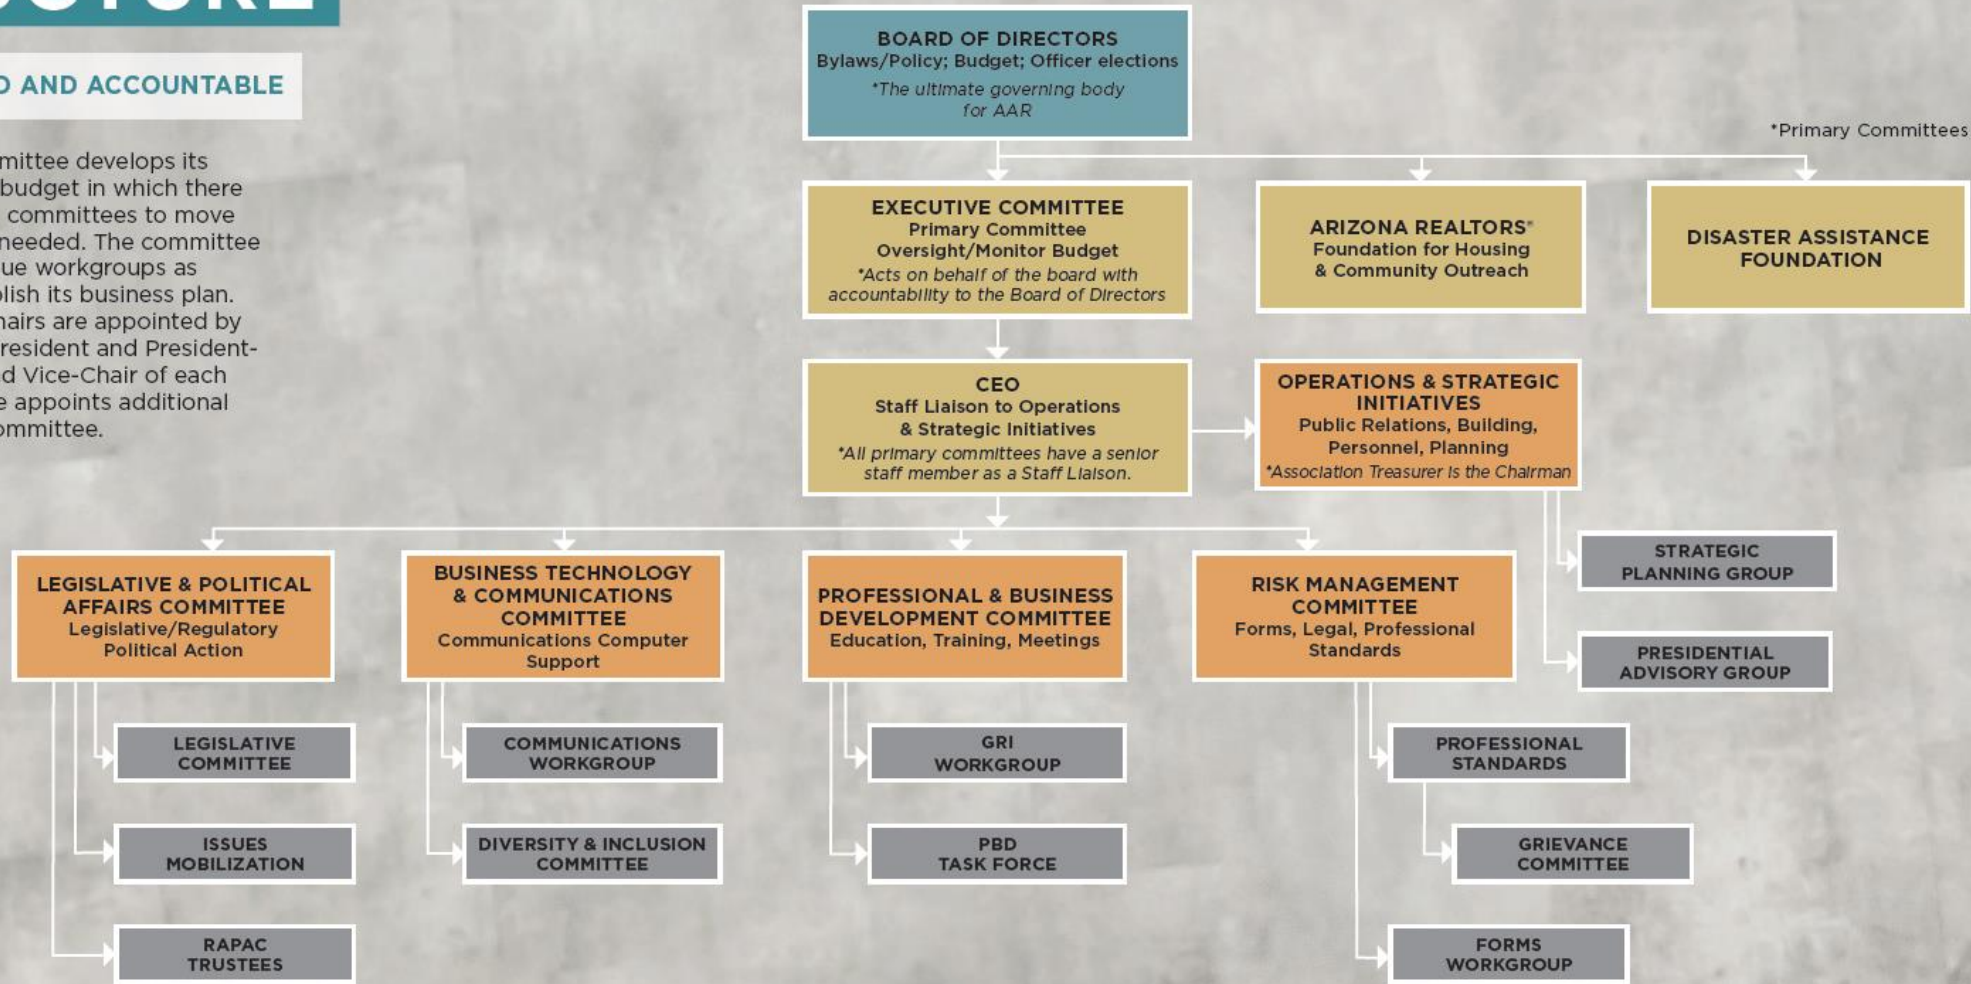 D AND ACCOUNTABLE
mmittee develops its
budget in which there
committees to move
needed. The committee
que workgroups as
plish its business plan.
hairs are appointed by
resident and President-
nd Vice-Chair of each
e appoints additional
ommittee.
BOARD OF DIRECTORS
Bylaws/Policy; Budget; Officer elections
*The ultimate governing body
for AAR
*Primary Committees
EXECUTIVE COMMITTEE
Primary Committee
Oversight/Monitor Budget
*Acts on behalf of the board with
accountability to the Board of Directors
ARIZONA REALTORS®
Foundation for Housing
& Community Outreach
DISASTER ASSISTANCE
FOUNDATION
CEO
Staff Liaison to Operations
& Strategic Initiatives
*All primary committees have a senior
staff member as a Staff Liaison.
OPERATIONS & STRATEGIC
INITIATIVES
Public Relations, Building,
Personnel, Planning
*Association Treasurer is the Chairman
STRATEGIC
PLANNING GROUP
PRESIDENTIAL
ADVISORY GROUP
LEGISLATIVE & POLITICAL
AFFAIRS COMMITTEE
Legislative/Regulatory
Political Action
BUSINESS TECHNOLOGY
& COMMUNICATIONS
COMMITTEE
Communications Computer
Support
PROFESSIONAL & BUSINESS
DEVELOPMENT COMMITTEE
Education, Training, Meetings
RISK MANAGEMENT
COMMITTEE
Forms, Legal, Professional
Standards
LEGISLATIVE
COMMITTEE
ISSUES
MOBILIZATION
RAPAC
TRUSTEES
COMMUNICATIONS
WORKGROUP
DIVERSITY & INCLUSION
COMMITTEE
GRI
WORKGROUP
PBD
TASK FORCE
PROFESSIONAL
STANDARDS
GRIEVANCE
COMMITTEE
FORMS
WORKGROUP